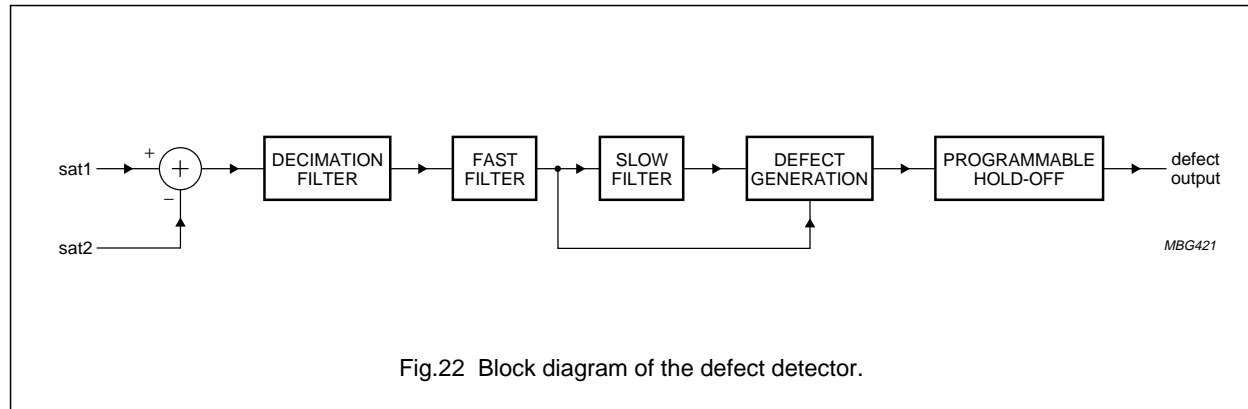 sat1
+
+
−
sat2
DECIMATION
FILTER
FAST
FILTER
SLOW
FILTER
DEFECT
GENERATION
PROGRAMMABLE
HOLD-OFF
defect
output
MBG421
Fig.22 Block diagram of the defect detector.